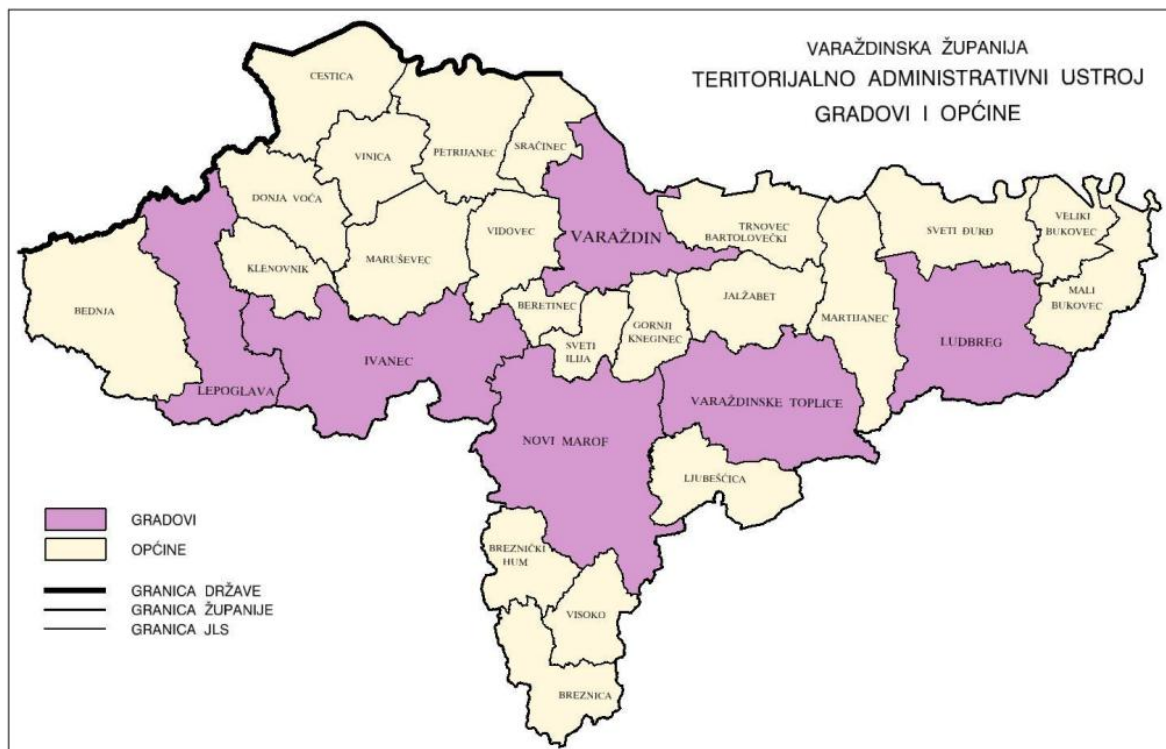 VARAŽDINSKA ŽUPANIJA
TERITORIJALNO ADMINISTRATIVNI USTROJ
GRADOVI I OPĆINE
CESTICA
VINICA
PETRIJANEC
SRAČINEC
DONJA VOĆA
KLENOVNIK
MARUŠEVEC
VIDOVEC
VARAŽDIN
TRNOVEC
BARTOLOVEČKI
SVETI ĐURĐ
VELIKI
BUKOVEC
MALI
BUKOVEC
BEDNJA
LEPOGLAVA
IVANEC
BERETINEC
SVETI
ILIJA
GORNJI
KNEGINEC
JALŽABET
MARTIJANEC
LUDBREG
VARAŽDINSKE TOPLICE
NOVI MAROF
LJUBEŠĆICA
BREZNIČKI
HUM
VISOKO
BREZNICA
GRADOVI
OPĆINE
GRANICA DRŽAVE
GRANICA ŽUPANIJE
GRANICA JLS